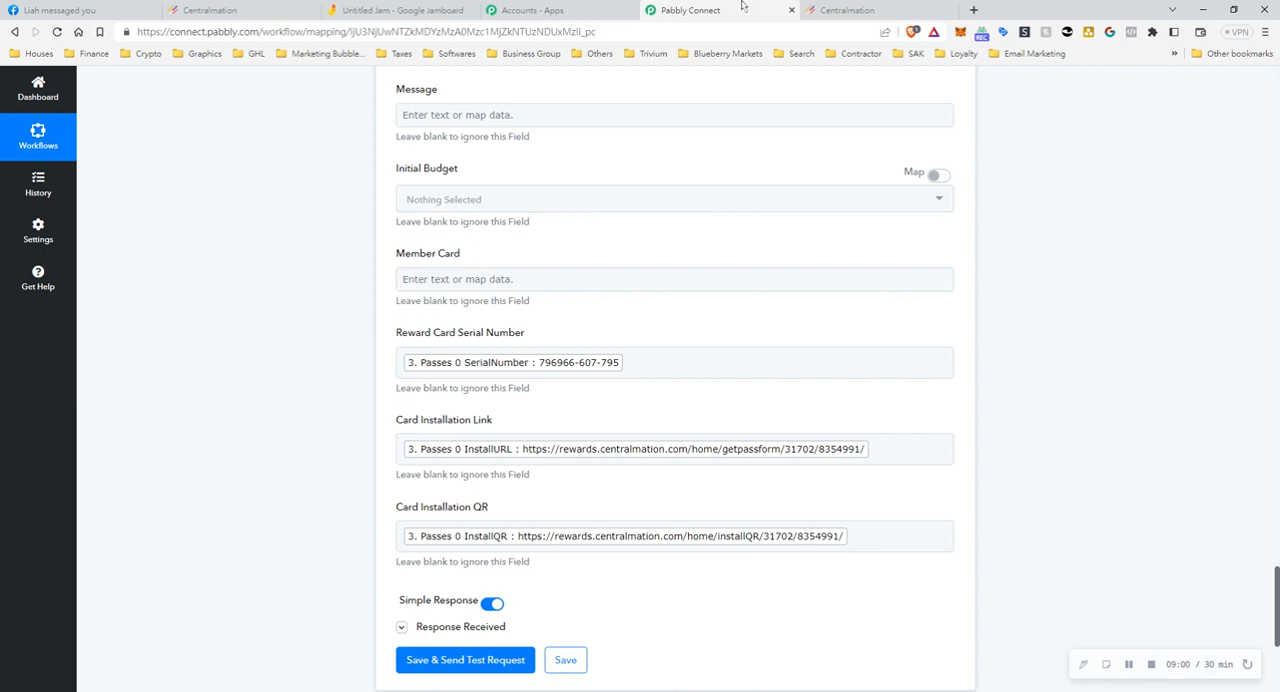 Liah messaged you
Centralmation
Untitled Jam - Google Jamboard
Accounts - Apps
Pabbly Connect
Centralmation
Houses
Finance
Crypto
GHL
Graphics
Marketing Bubble...
Taxes
Softwares
Business Group
Others
Trivium
Blueberry Markets
Search
Contractor
SAK
Loyalty
Email Marketing
Other bookmarks
VPN
REC
Dashboard
Workflows
History
Settings
Get Help
Message
Enter text or map data.
Leave blank to ignore this Field
Initial Budget
Map
Nothing Selected
Leave blank to ignore this Field
Member Card
Enter text or map data.
Leave blank to ignore this Field
Reward Card Serial Number
3. Passes 0 SerialNumber : 796966-607-795
Leave blank to ignore this Field
Card Installation Link
3. Passes 0 InstallURL : https://rewards.centralmation.com/home/getpassform/31702/8354991/
Leave blank to ignore this Field
Card Installation QR
3. Passes 0 InstallQR : https://rewards.centralmation.com/home/installQR/31702/8354991/
Leave blank to ignore this Field
Simple Response
Response Received
Save & Send Test Request
Save
09:00 / 30 min